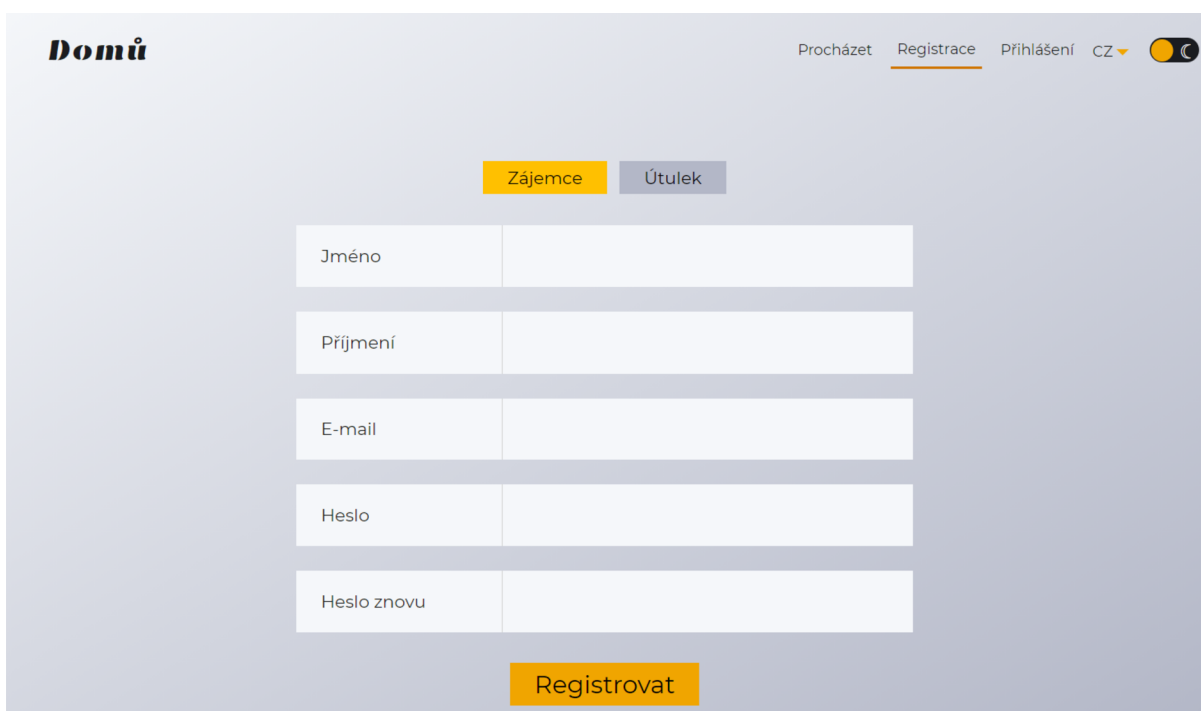 Domů
Procházet Registrace Přihlášení CZ
Zájemce Útulek
Jméno
Příjmení
E-mail
Heslo
Heslo znovu
Registrovat